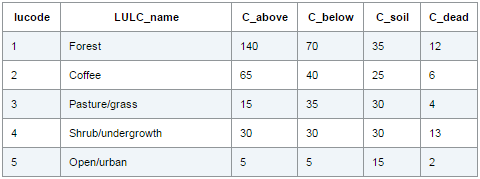 lucode LULC_name C_above C_below C_soil C_dead
1 Forest 140 70 35 12
2 Coffee 65 40 25 6
3 Pasture/grass 15 35 30 4
4 Shrub/undergrowth 30 30 30 13
5 Open/urban 5 5 15 2